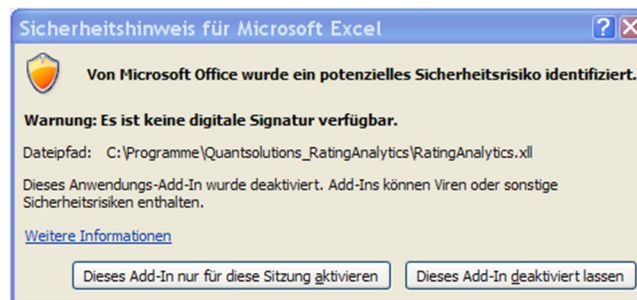 Sicherheitshinweis für Microsoft Excel
Von Microsoft Office wurde ein potenzielles Sicherheitsrisiko identifiziert.
Warnung: Es ist keine digitale Signatur verfügbar.
Dateipfad: C:\Programme\Quantsolutions_RatingAnalytics\RatingAnalytics.xll
Dieses Anwendungs-Add-In wurde deaktiviert. Add-Ins können Viren oder sonstige
Sicherheitsrisiken enthalten.
Weitere Informationen
Dieses Add-In nur für diese Sitzung aktivieren Dieses Add-In deaktiviert lassen